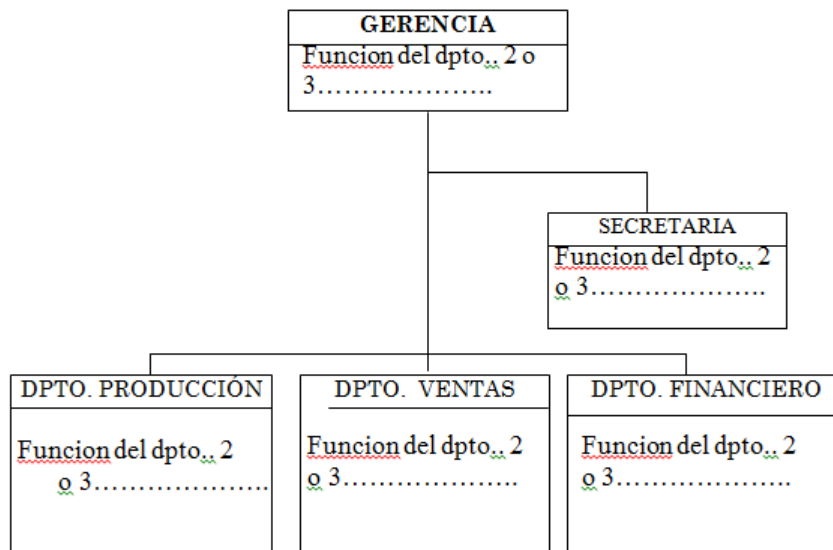 GERENCIA
Funcion del dpto.. 2 o
3………………..
SECRETARIA
Funcion del dpto.. 2
o 3………………..
DPTO. PRODUCCIÓN
Funcion del dpto.. 2
o 3………………..
DPTO. VENTAS
Funcion del dpto.. 2
o 3………………..
DPTO. FINANCIERO
Funcion del dpto.. 2
o 3………………..